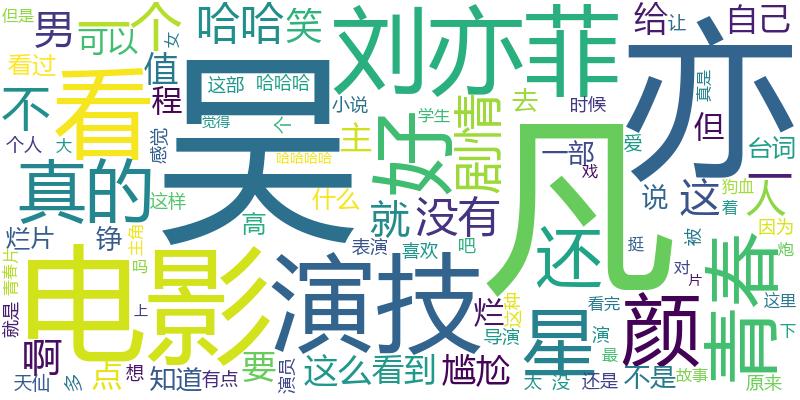 但是
男
一个
可以
女
看过
值
不
看
程
哈哈
笑
吴
刘亦菲
给
让
自己
亦
这部
哈哈哈
小说
觉得
个
学生
哈哈哈哈
剧情
去
时候
真是
但
好
凡
主
个人
大
感觉
真的
这样
什么
高
就
没有
爱
一部
戏
台词
一
说
这
狗血
着
人
烂片
铮
主角
表演
喜欢
吧
还
挺
被
因为
炮
青春片
吗
电影
演技
烂
这种
对
片
青春
就是
上
啊
导演
星
看完
演
颜
这里
下
点
想
知道
有点
要
演员
这么看到
尴尬
最
天仙
多
太
没
还是
不是
故事
原来